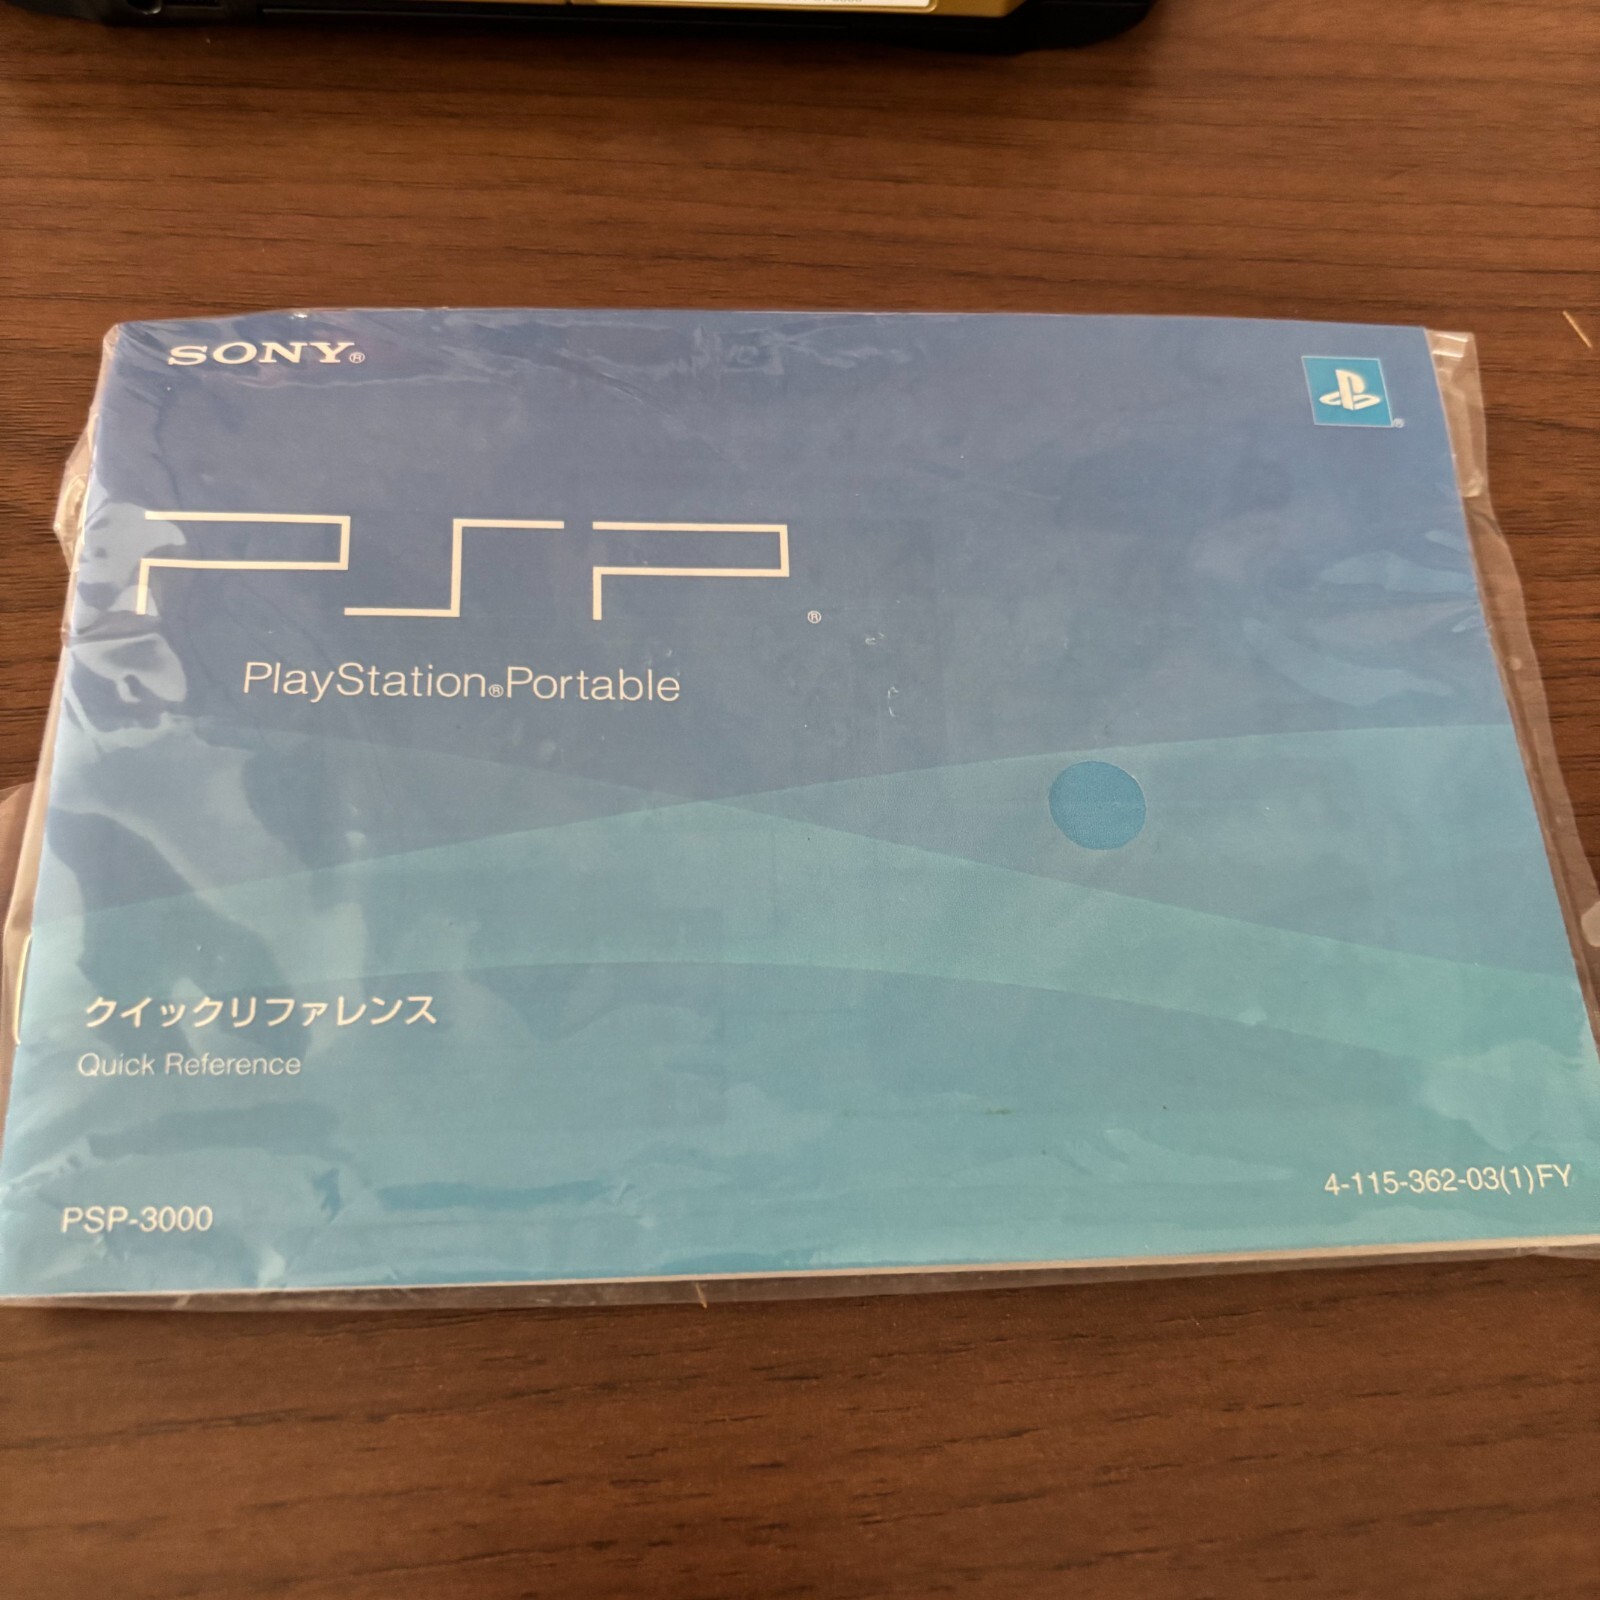 SONY®
PSP®
PlayStation®Portable
クイックリファレンス
Quick Reference
PSP-3000
4-115-362-03(1)FY